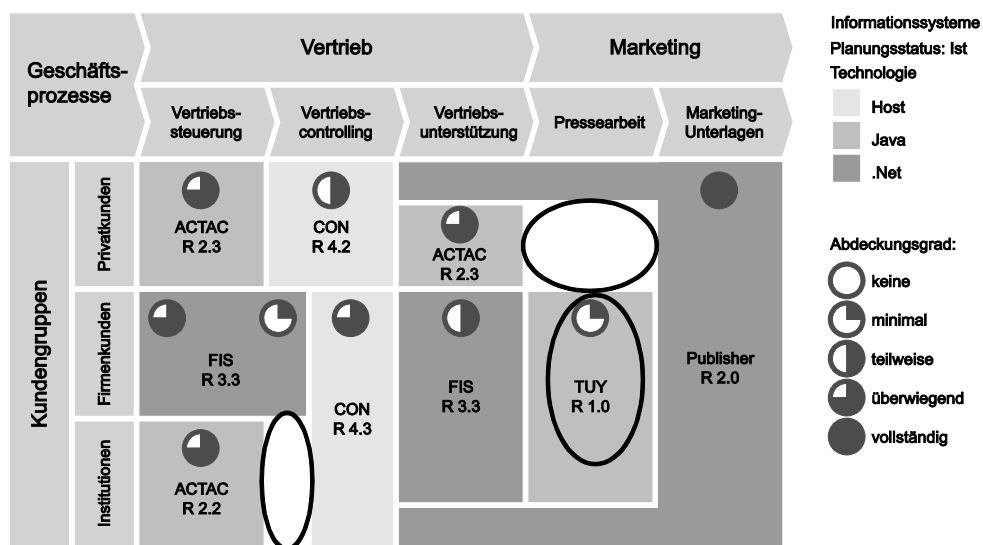 Geschäfts-
prozesse
Vertrieb
Marketing
Vertriebs-
steuerung
Vertriebs-
controlling
Vertriebs-
unterstützung
Pressearbeit
Marketing-
Unterlagen
Kundengruppen
Privatkunden
ACTAC
R 2.3
CON
R 4.2
ACTAC
R 2.3
Firmenkunden
FIS
R 3.3
CON
R 4.3
FIS
R 3.3
TUY
R 1.0
Publisher
R 2.0
Institutionen
ACTAC
R 2.2
Informationssysteme
Planungsstatus: Ist
Technologie
Host
Java
.Net
Abdeckungsgrad:
keine
minimal
teilweise
überwiegend
vollständig